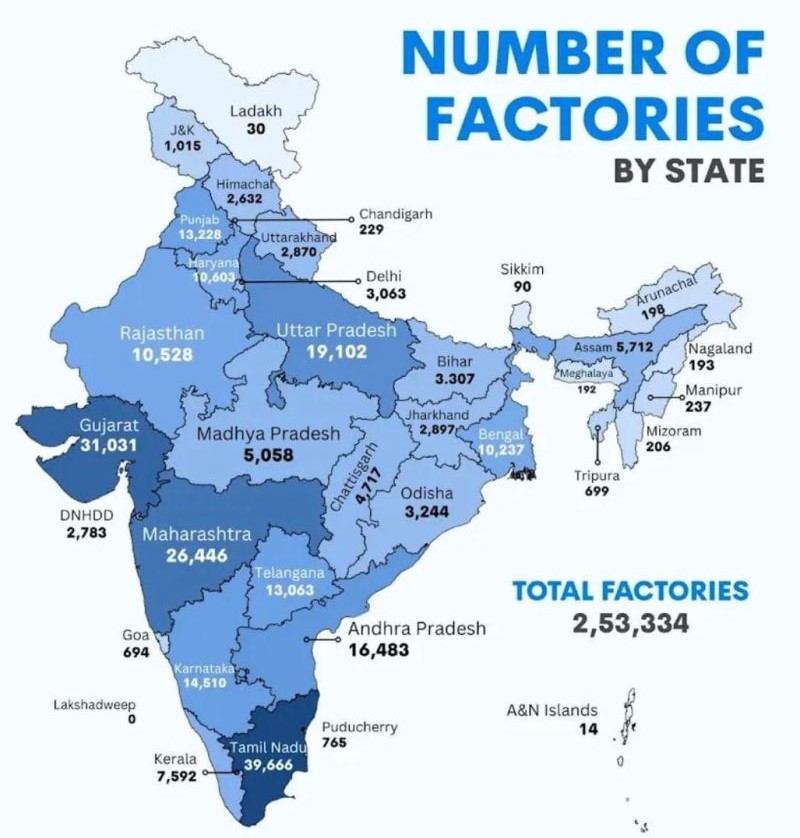 NUMBER OF
FACTORIES
BY STATE
Ladakh
30
J&K
1,015
Himachal
2,632
Punjab
13,228
Chandigarh
229
Uttarakhand
2,870
Haryana
10,603
Delhi
3,063
Rajasthan
10,528
Uttar Pradesh
19,102
Sikkim
90
Arunachal
198
Assam 5,712
Nagaland
193
Meghalaya
192
Manipur
237
Mizoram
206
Tripura
699
Bihar
3.307
Jharkhand
2,897
Bengal
10,237
Gujarat
31,031
Madhya Pradesh
5,058
Chattisgarh
4,717
Odisha
3,244
DNHDD
2,783
Maharashtra
26,446
Telangana
13,063
TOTAL FACTORIES
2,53,334
Goa
694
Andhra Pradesh
16,483
Karnataka
14,510
Lakshadweep
0
A&N Islands
14
Puducherry
765
Kerala
7,592
Tamil Nadu
39,666